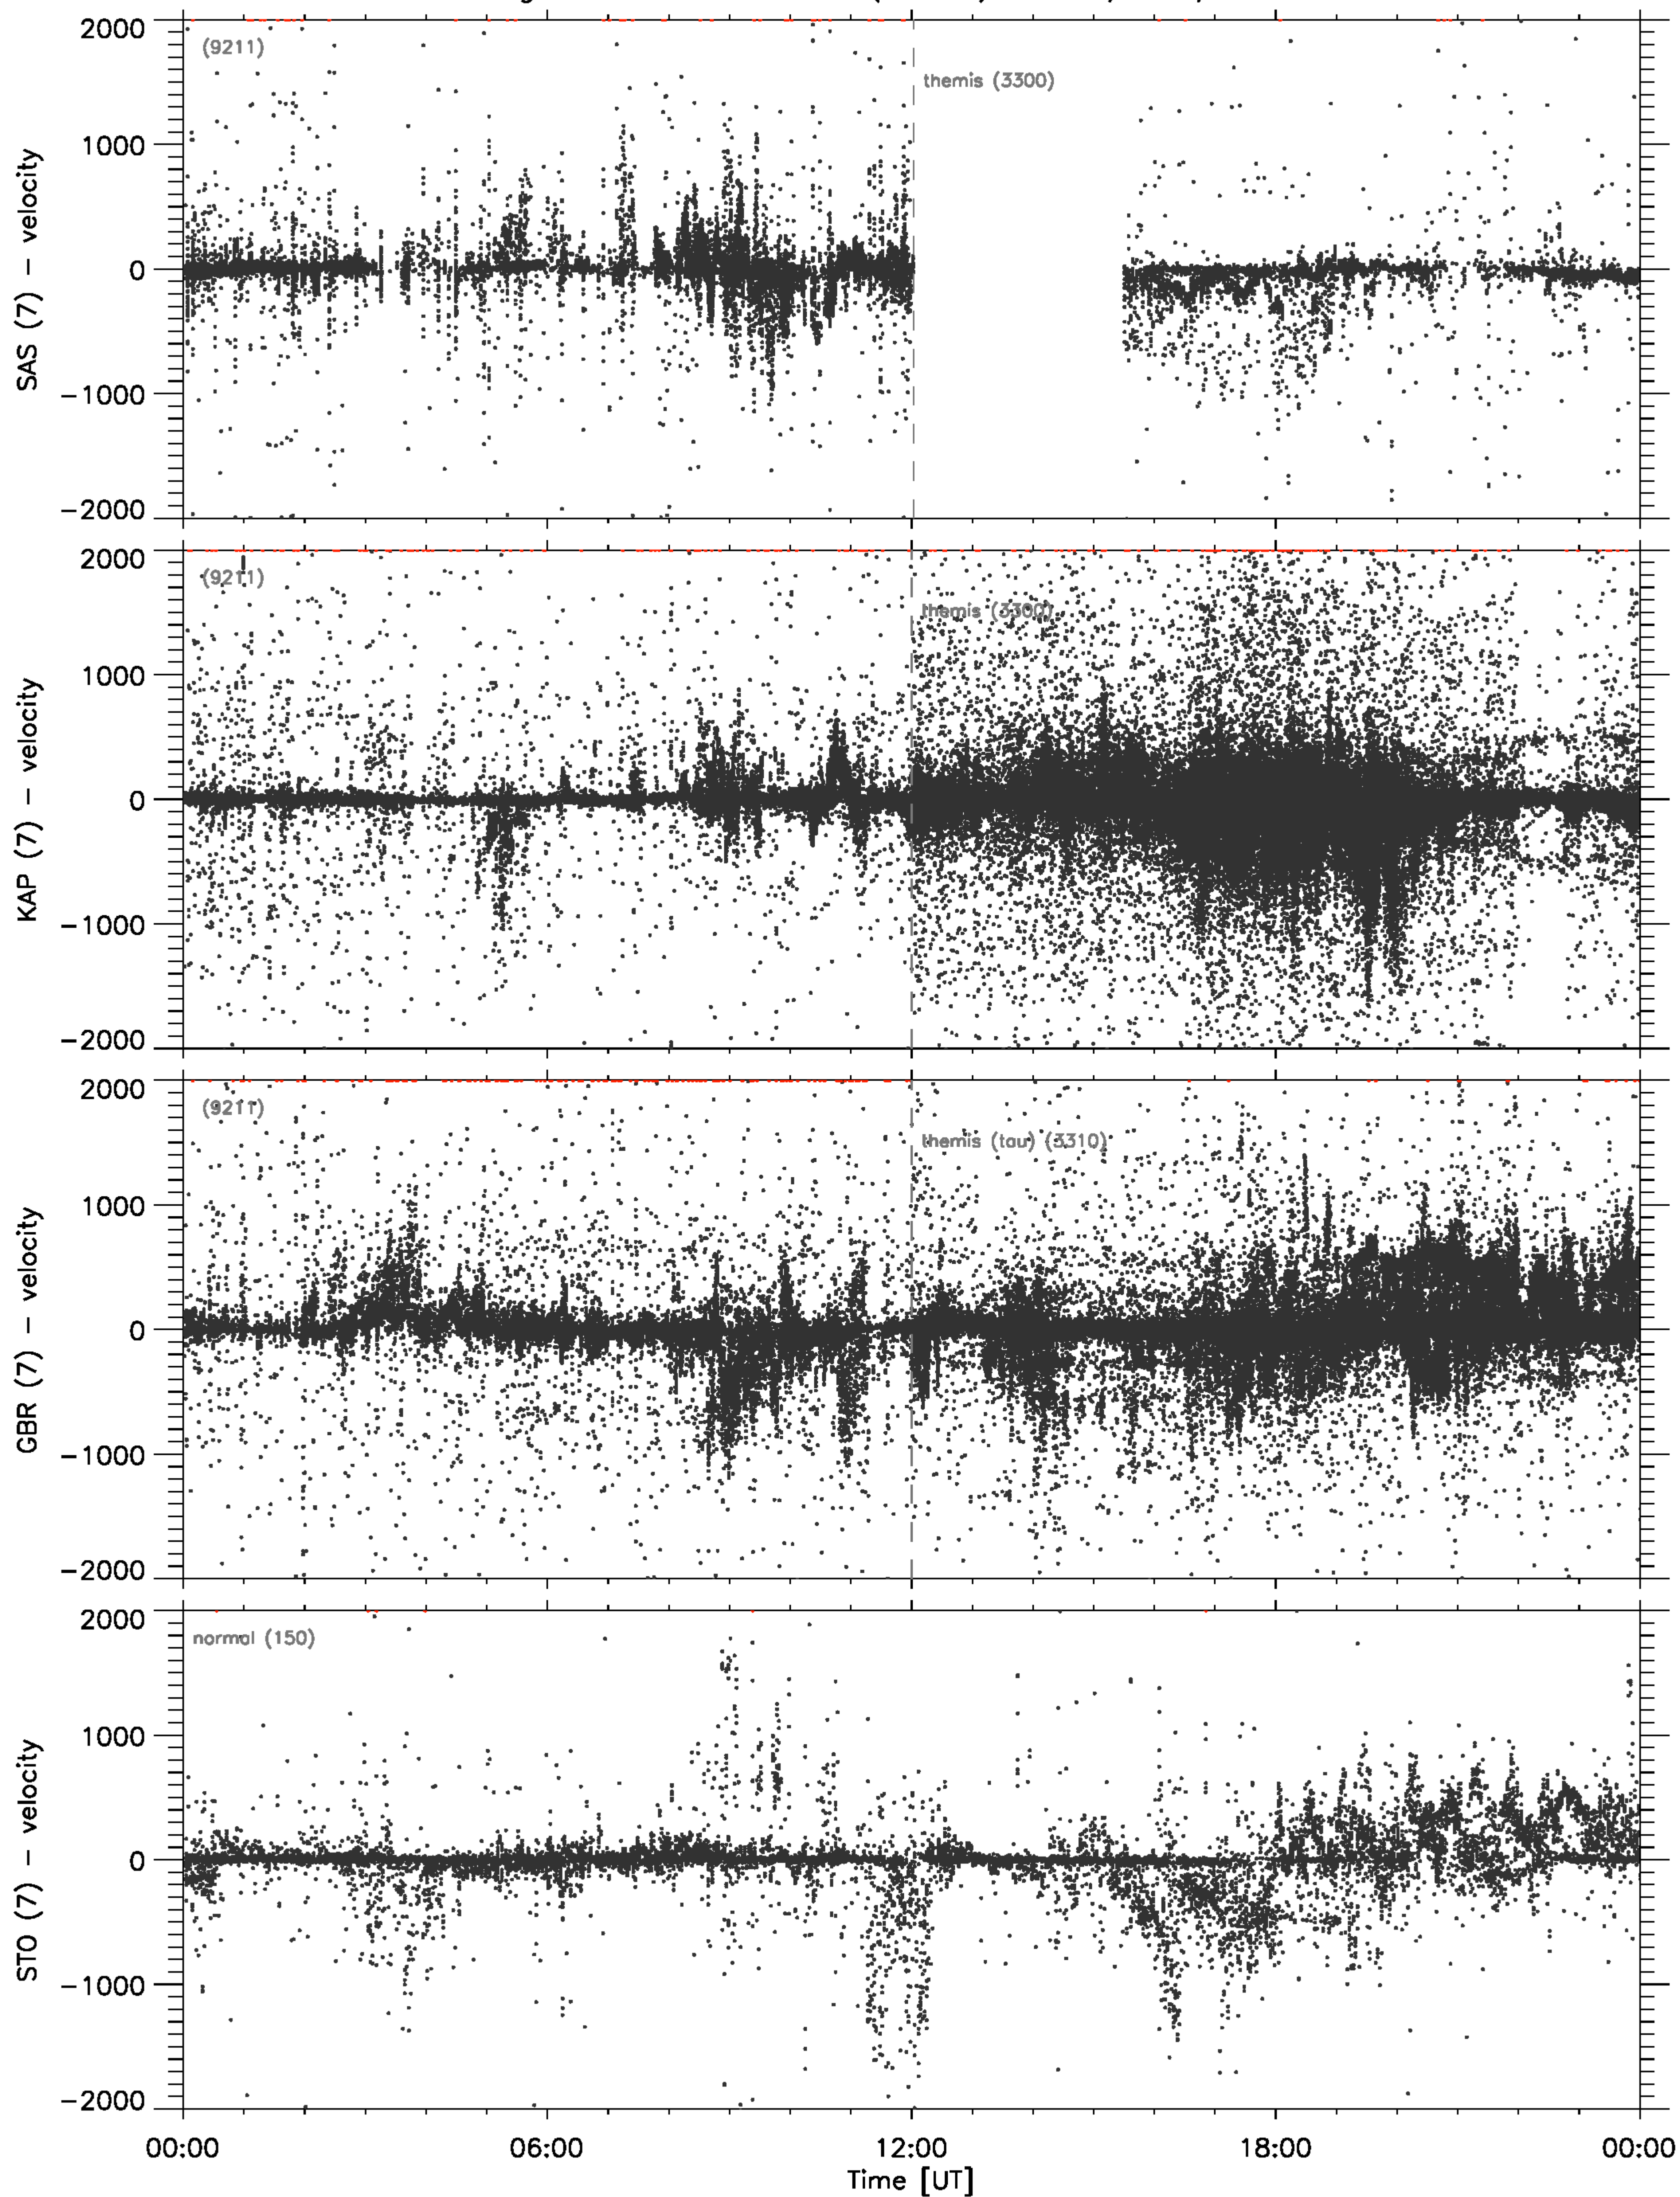 2000
(9211)
themis (3300)
1000
0
−1000
−2000
SAS (7) − velocity
2000
(9211)
themis (3300)
1000
0
−1000
−2000
KAP (7) − velocity
2000
(9211)
themis (tau) (3310)
1000
0
−1000
−2000
GBR (7) − velocity
2000
normal (150)
1000
0
−1000
−2000
STO (7) − velocity
00:00 06:00 12:00 18:00 00:00
Time [UT]